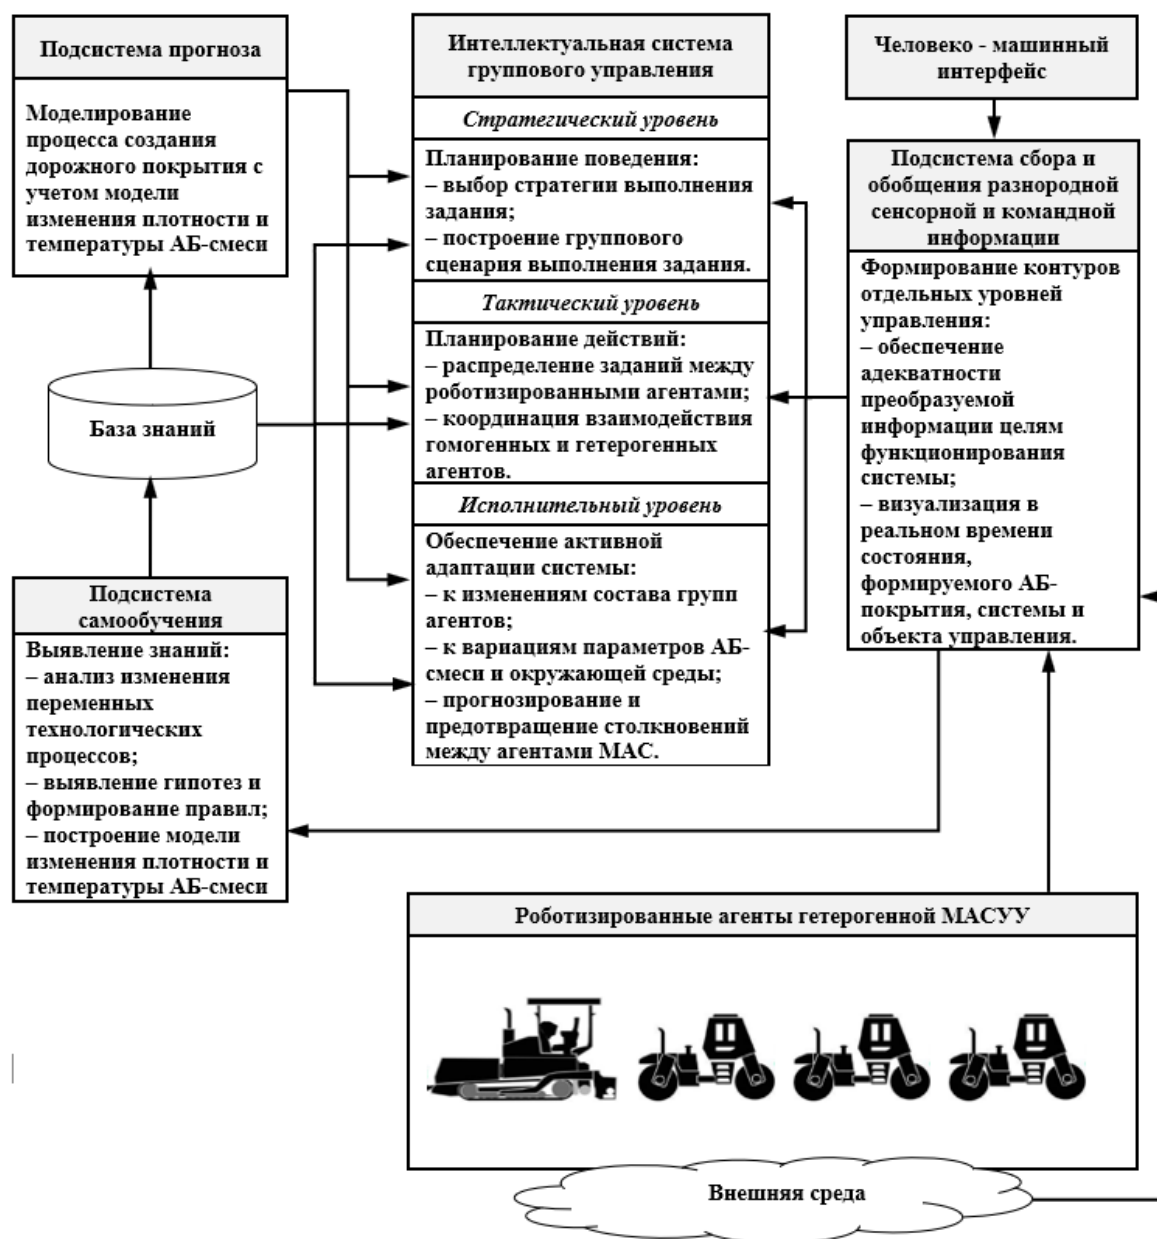 Подсистема прогноза
Моделирование
процесса создания
дорожного покрытия с
учетом модели
изменения плотности и
температуры АБ-смеси
База знаний
Подсистема
самообучения
Выявление знаний:
– анализ изменения
переменных
технологических
процессов;
– выявление гипотез и
формирование правил;
– построение модели
изменения плотности и
температуры АБ-смеси
Интеллектуальная система
группового управления
Стратегический уровень
Планирование поведения:
– выбор стратегии выполнения
задания;
– построение группового
сценария выполнения задания.
Тактический уровень
Планирование действий:
– распределение заданий между
роботизированными агентами;
– координация взаимодействия
гомогенных и гетерогенных
агентов.
Исполнительный уровень
Обеспечение активной
адаптации системы:
– к изменениям состава групп
агентов;
– к вариациям параметров АБ-
смеси и окружающей среды;
– прогнозирование и
предотвращение столкновений
между агентами МАС.
Человеко - машинный
интерфейс
Подсистема сбора и
обобщения разнородной
сенсорной и командной
информации
Формирование контуров
отдельных уровней
управления:
– обеспечение
адекватности
преобразуемой
информации целям
функционирования
системы;
– визуализация в
реальном времени
состояния,
формируемого АБ-
покрытия, системы и
объекта управления.
Роботизированные агенты гетерогенной МАСУУ
Внешняя среда